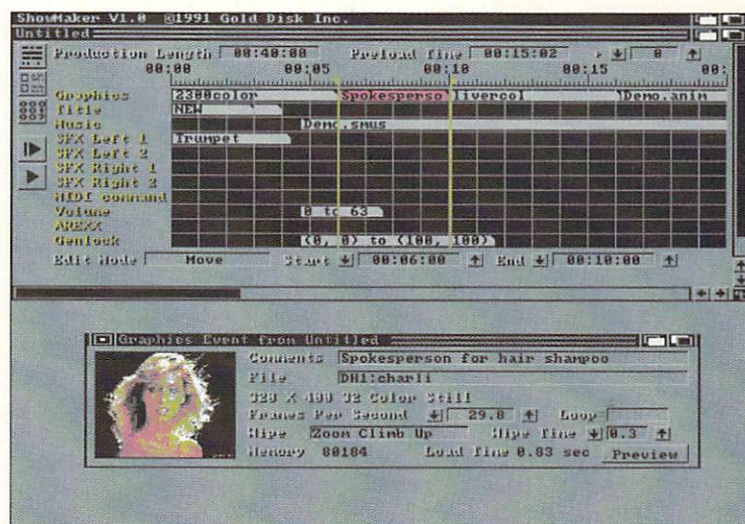 ShowMaker V1.0 ©1991 Gold Disk Inc.
Untitled
Production Length 00:40:00 Preload Time 00:15:02 0
00:00 00:05 00:10 00:15 00:
Graphics 2300color Spokesperso livercol Demo.anim
Title NEW
Music Demo.smus
SFX Left 1 Trumpet
SFX Left 2
SFX Right 1
SFX Right 2
MIDI command
Volume 0 to 63
AREXX
Genlock (0, 0) to (100, 100)
Edit Mode Move Start 00:06:00 End 00:10:00
Graphics Event from Untitled
Comments Spokesperson for hair shampoo
File DH1:charli
320 X 400 32 Color Still
Frames Per Second 29.8 Loop
Wipe Zoom Climb Up Wipe Time 0.3
Memory 80184 Load Time 0.83 sec Preview